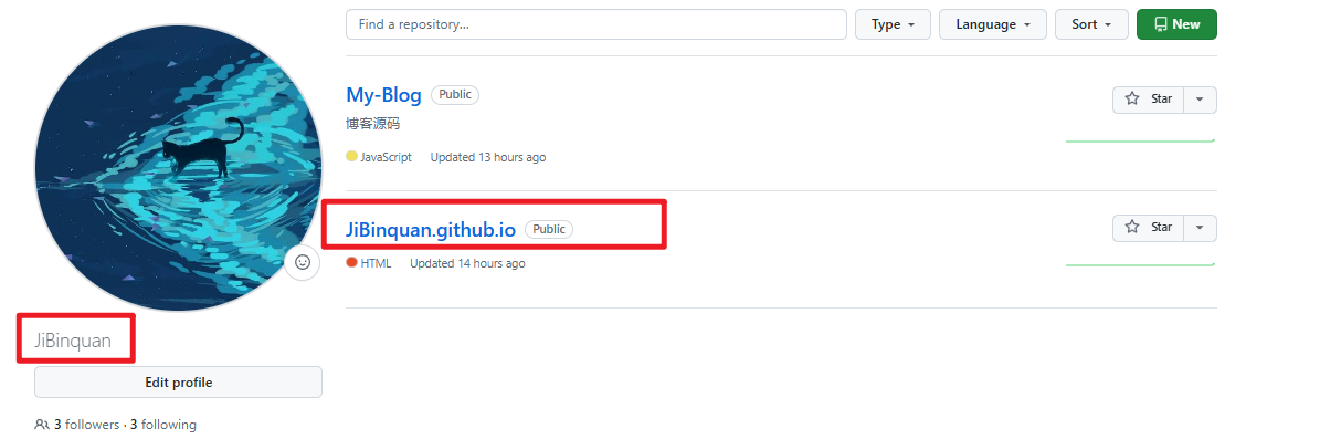 Find a repository...
Type
Language
Sort
New
My-Blog Public
Star
博客源码
JavaScript Updated 13 hours ago
JiBinquan.github.io Public
Star
HTML Updated 14 hours ago
JiBinquan
Edit profile
3 followers · 3 following